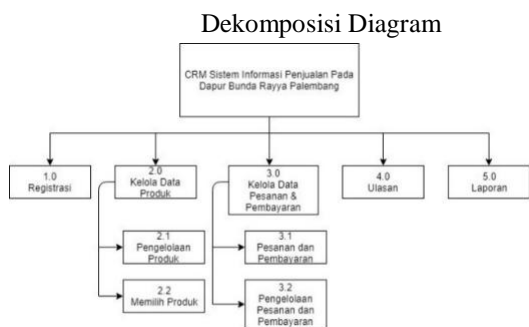 Dekomposisi Diagram
CRM Sistem Informasi Penjualan Pada
Dapur Bunda Rayya Palembang
1.0
Registrasi
2.0
Kelola Data
Produk
3.0
Kelola Data
Pesanan &
Pembayaran
4.0
Ulasan
5.0
Laporan
2.1
Pengelolaan
Produk
3.1
Pesanan dan
Pembayaran
2.2
Memilih Produk
3.2
Pengelolaan
Pesanan dan
Pembayaran